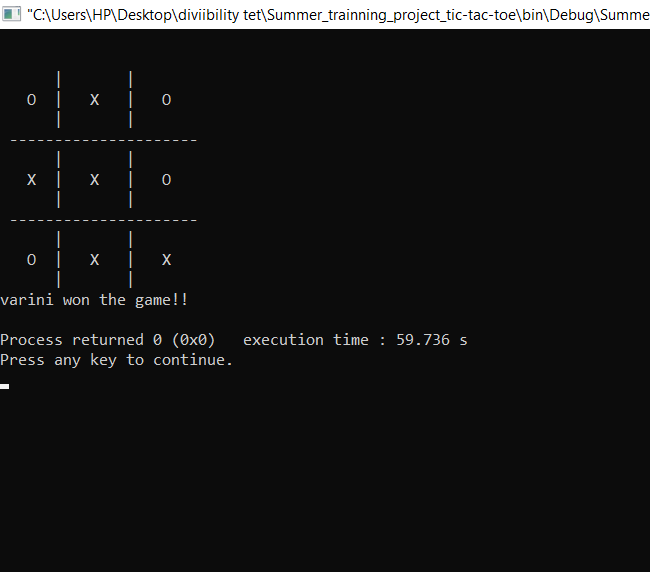 "C:\Users\HP\Desktop\diviibility tet\Summer_trainning_project_tic-tac-toe\bin\Debug\Summe
| |
O | X | O
| |
---------------------
| |
X | X | O
| |
---------------------
| |
O | X | X
| |
varini won the game!!
Process returned 0 (0x0) execution time : 59.736 s
Press any key to continue.